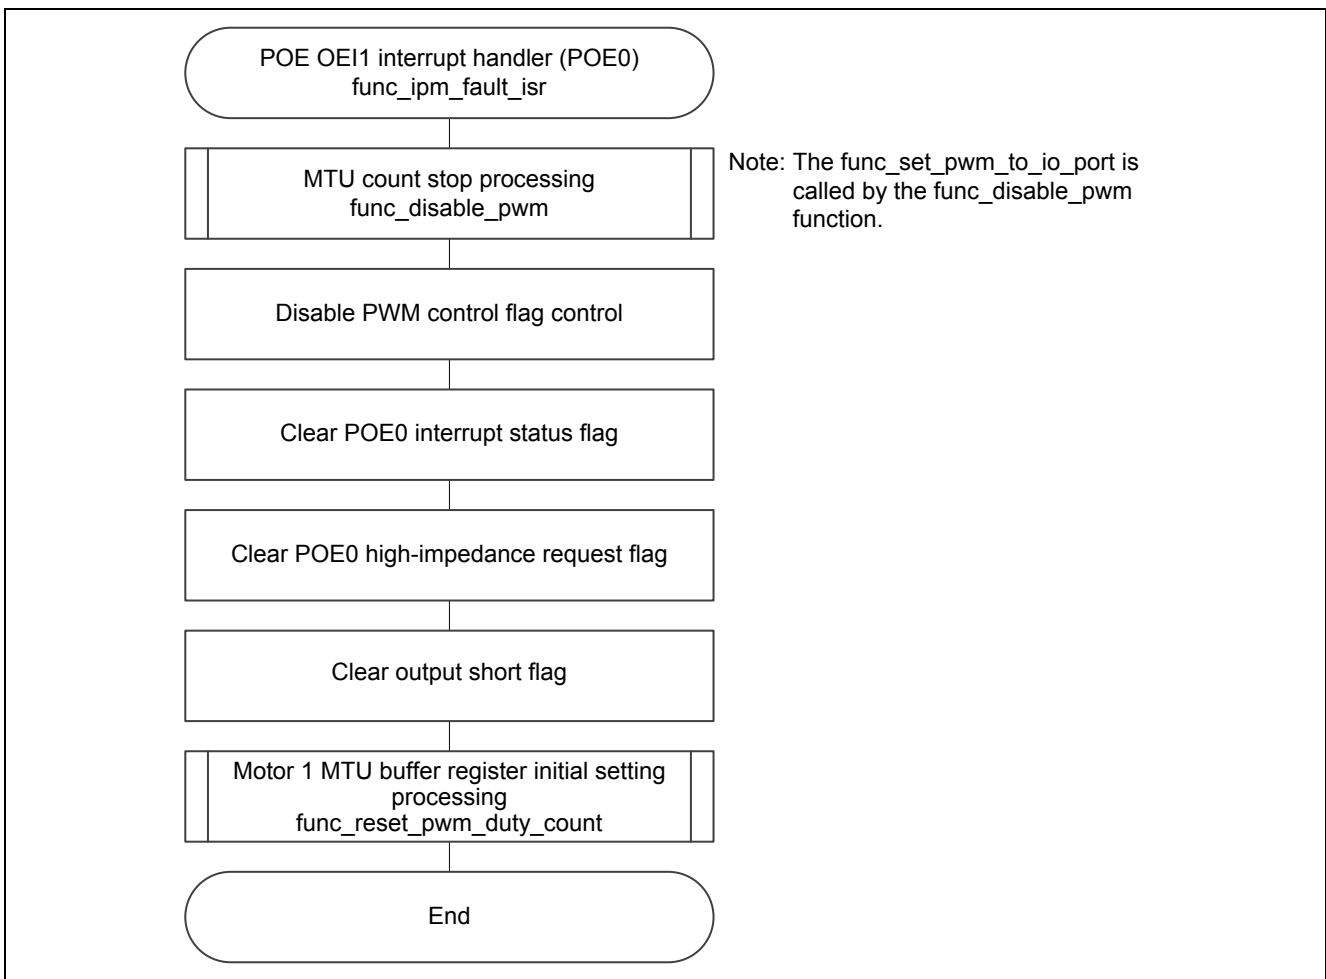 POE OEI1 interrupt handler (POE0)
func_ipm_fault_isr
MTU count stop processing
func_disable_pwm
Note: The func_set_pwm_to_io_port is
called by the func_disable_pwm
function.
Disable PWM control flag control
Clear POE0 interrupt status flag
Clear POE0 high-impedance request flag
Clear output short flag
Motor 1 MTU buffer register initial setting
processing
func_reset_pwm_duty_count
End